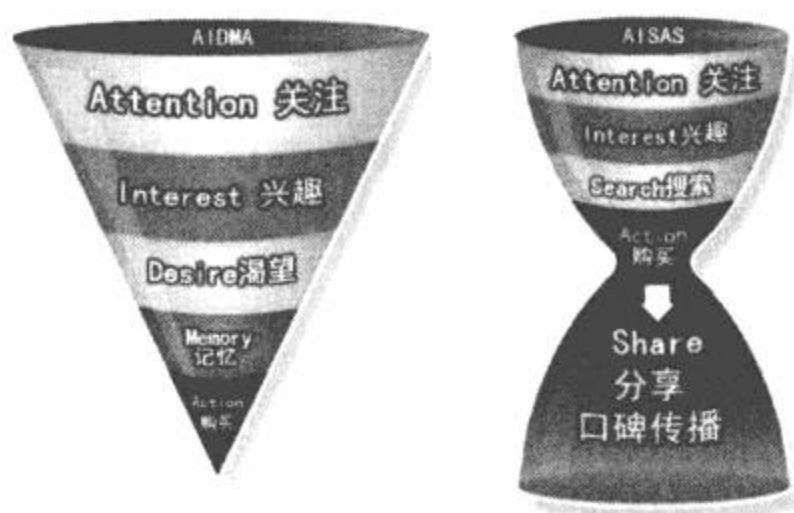 AIDMA
Attention 关注
Interest 兴趣
Desire渴望
Memory
记忆
Action
购买
AISAS
Attention 关注
Interest兴趣
Search搜索
Action
购买
Share
分享
口碑传播